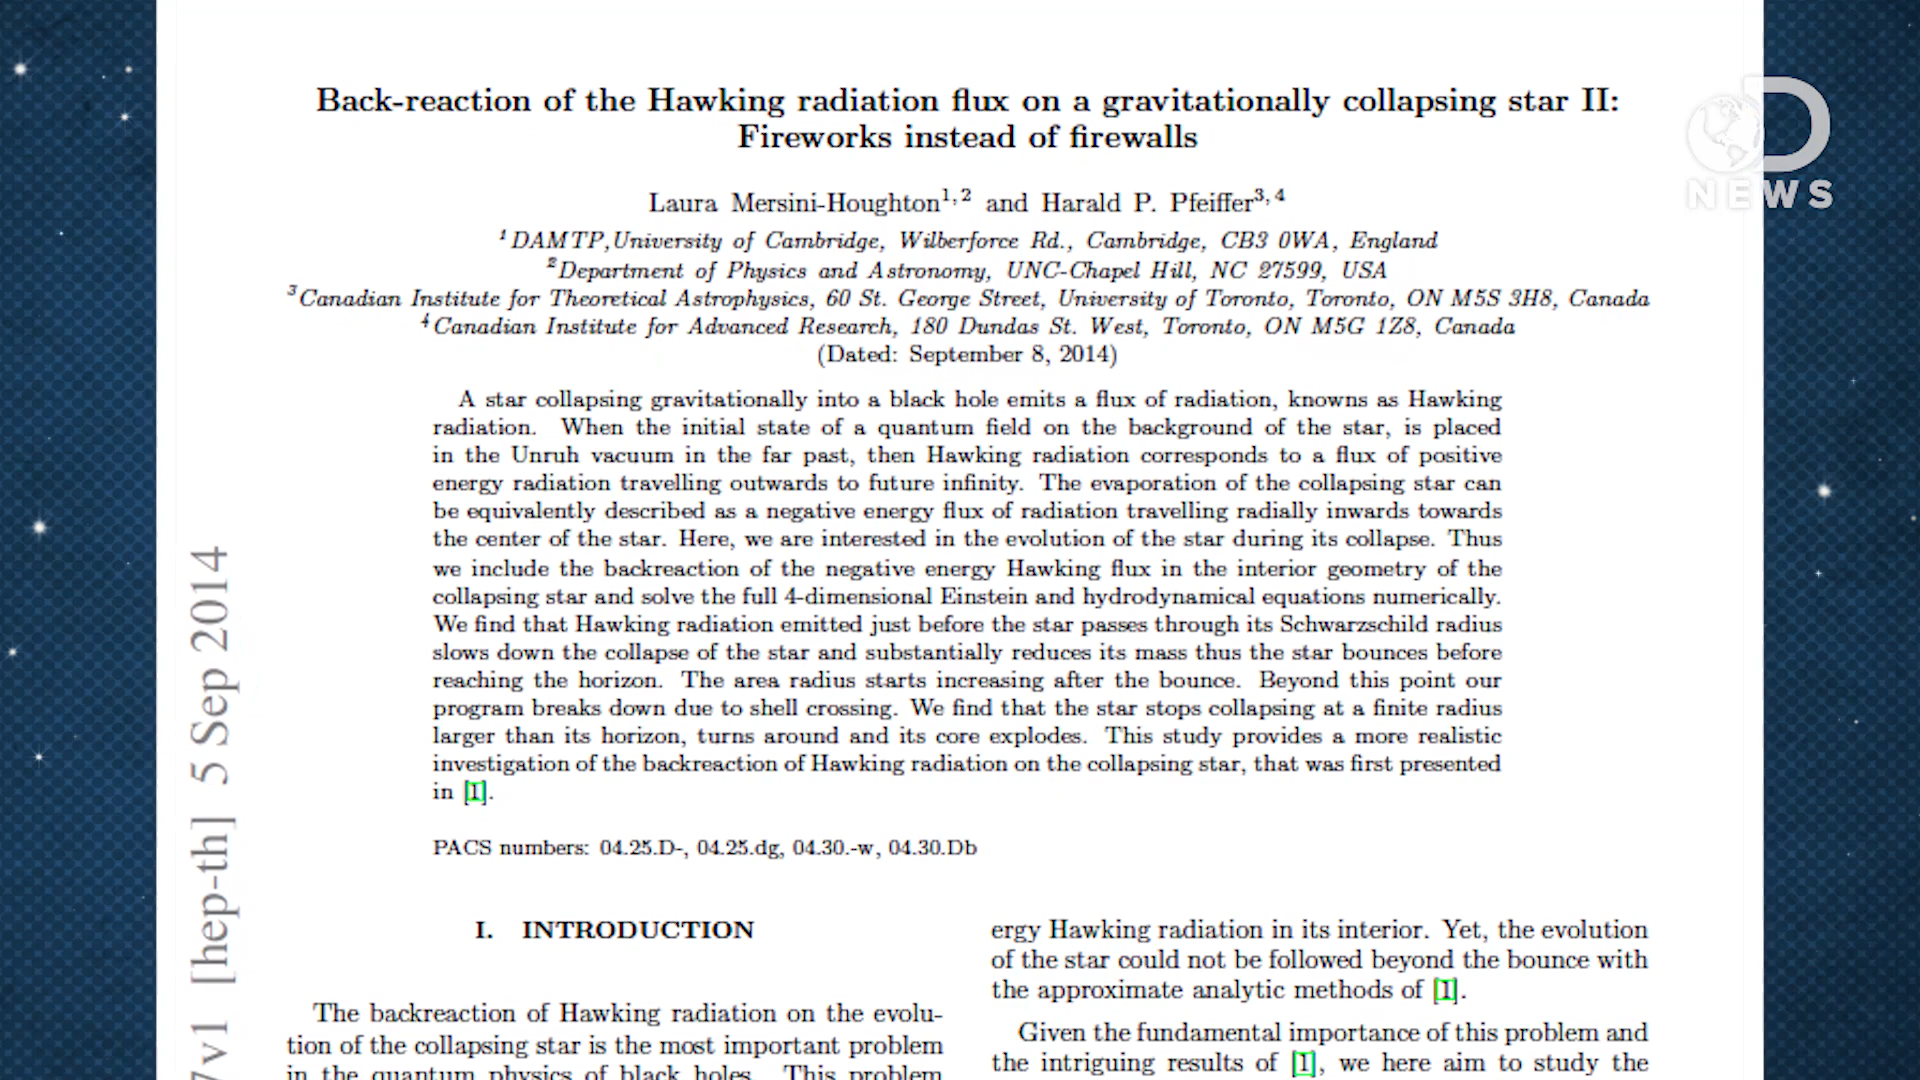 Back-reaction of the Hawking radiation flux on a gravitationally collapsing star II:
Fireworks instead of firewalls
Laura Mersini-Houghton1,2 and Harald P. Pfeiffer3,4
1DAMTP,University of Cambridge, Wilberforce Rd., Cambridge, CB3 0WA, England
2Department of Physics and Astronomy, UNC-Chapel Hill, NC 27599, USA
3Canadian Institute for Theoretical Astrophysics, 60 St. George Street, University of Toronto, Toronto, ON M5S 3H8, Canada
4Canadian Institute for Advanced Research, 180 Dundas St. West, Toronto, ON M5G 1Z8, Canada
(Dated: September 8, 2014)
A star collapsing gravitationally into a black hole emits a flux of radiation, knowns as Hawking
radiation. When the initial state of a quantum field on the background of the star, is placed
in the Unruh vacuum in the far past, then Hawking radiation corresponds to a flux of positive
energy radiation travelling outwards to future infinity. The evaporation of the collapsing star can
be equivalently described as a negative energy flux of radiation travelling radially inwards towards
the center of the star. Here, we are interested in the evolution of the star during its collapse. Thus
we include the backreaction of the negative energy Hawking flux in the interior geometry of the
collapsing star and solve the full 4-dimensional Einstein and hydrodynamical equations numerically.
We find that Hawking radiation emitted just before the star passes through its Schwarzschild radius
slows down the collapse of the star and substantially reduces its mass thus the star bounces before
reaching the horizon. The area radius starts increasing after the bounce. Beyond this point our
program breaks down due to shell crossing. We find that the star stops collapsing at a finite radius
larger than its horizon, turns around and its core explodes. This study provides a more realistic
investigation of the backreaction of Hawking radiation on the collapsing star, that was first presented
in [1].
PACS numbers: 04.25.D-, 04.25.dg, 04.30.-w, 04.30.Db
I. INTRODUCTION
The backreaction of Hawking radiation on the evolu-
tion of the collapsing star is the most important problem
in the quantum physics of black holes. This problem
ergy Hawking radiation in its interior. Yet, the evolution
of the star could not be followed beyond the bounce with
the approximate analytic methods of [1].
Given the fundamental importance of this problem and
the intriguing results of [1], we here aim to study the
7v1 [hep-th] 5 Sep 2014
D
NEWS